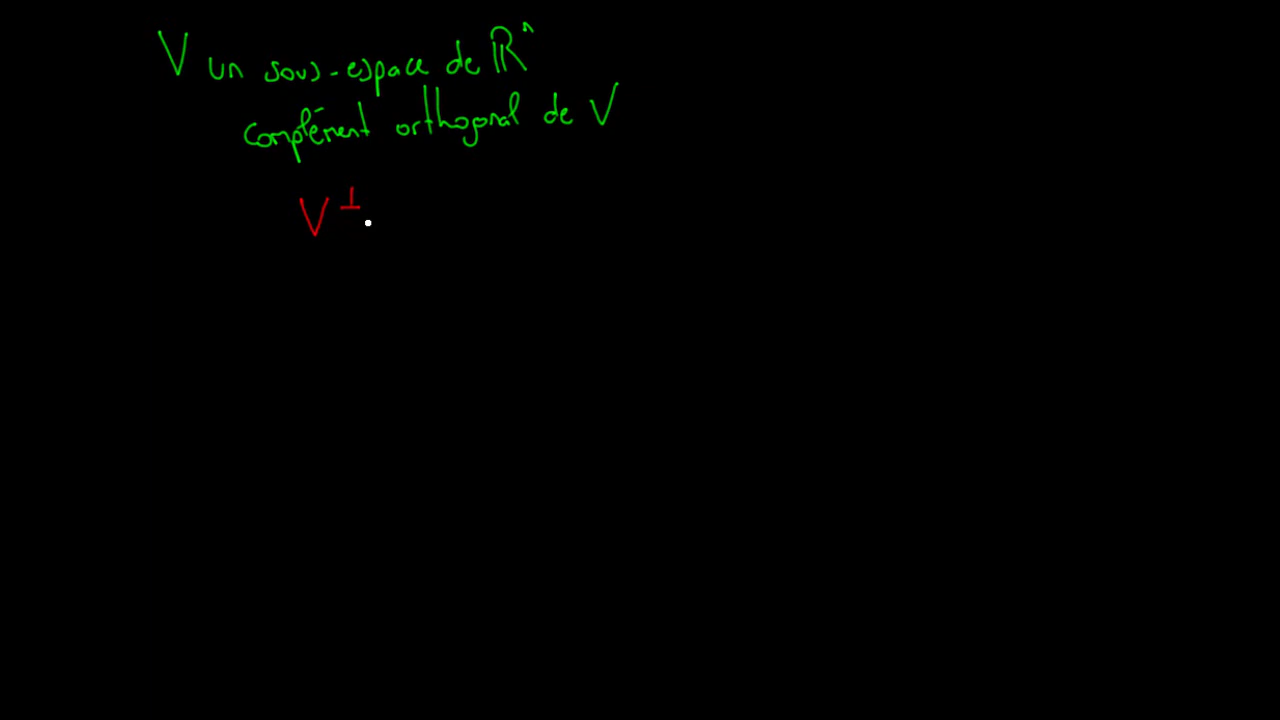 V un sous-espace de ℝⁿ
complément orthogonal de V
V⊥